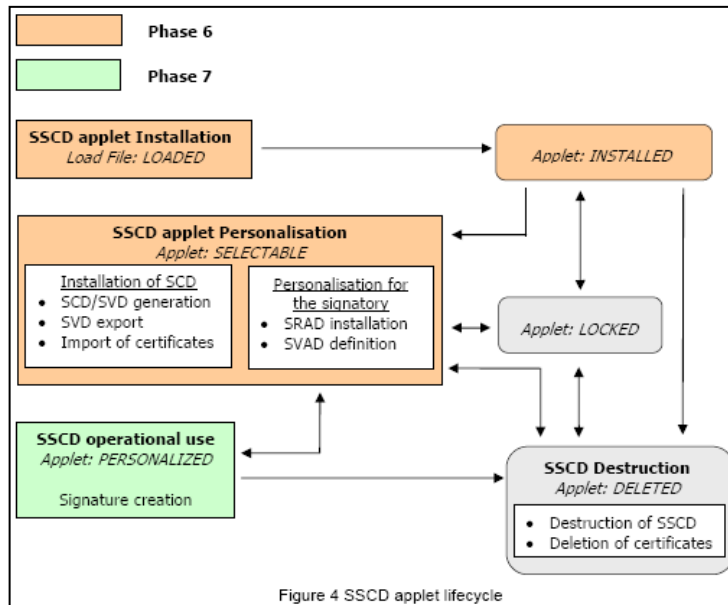 Phase 6
Phase 7
SSCD applet Installation
Load File: LOADED
Applet: INSTALLED
SSCD applet Personalisation
Applet: SELECTABLE
Installation of SCD
• SCD/SVD generation
• SVD export
• Import of certificates
Personalisation for
the signatory
• SRAD installation
• SVAD definition
Applet: LOCKED
SSCD operational use
Applet: PERSONALIZED
Signature creation
SSCD Destruction
Applet: DELETED
• Destruction of SSCD
• Deletion of certificates
Figure 4 SSCD applet lifecycle